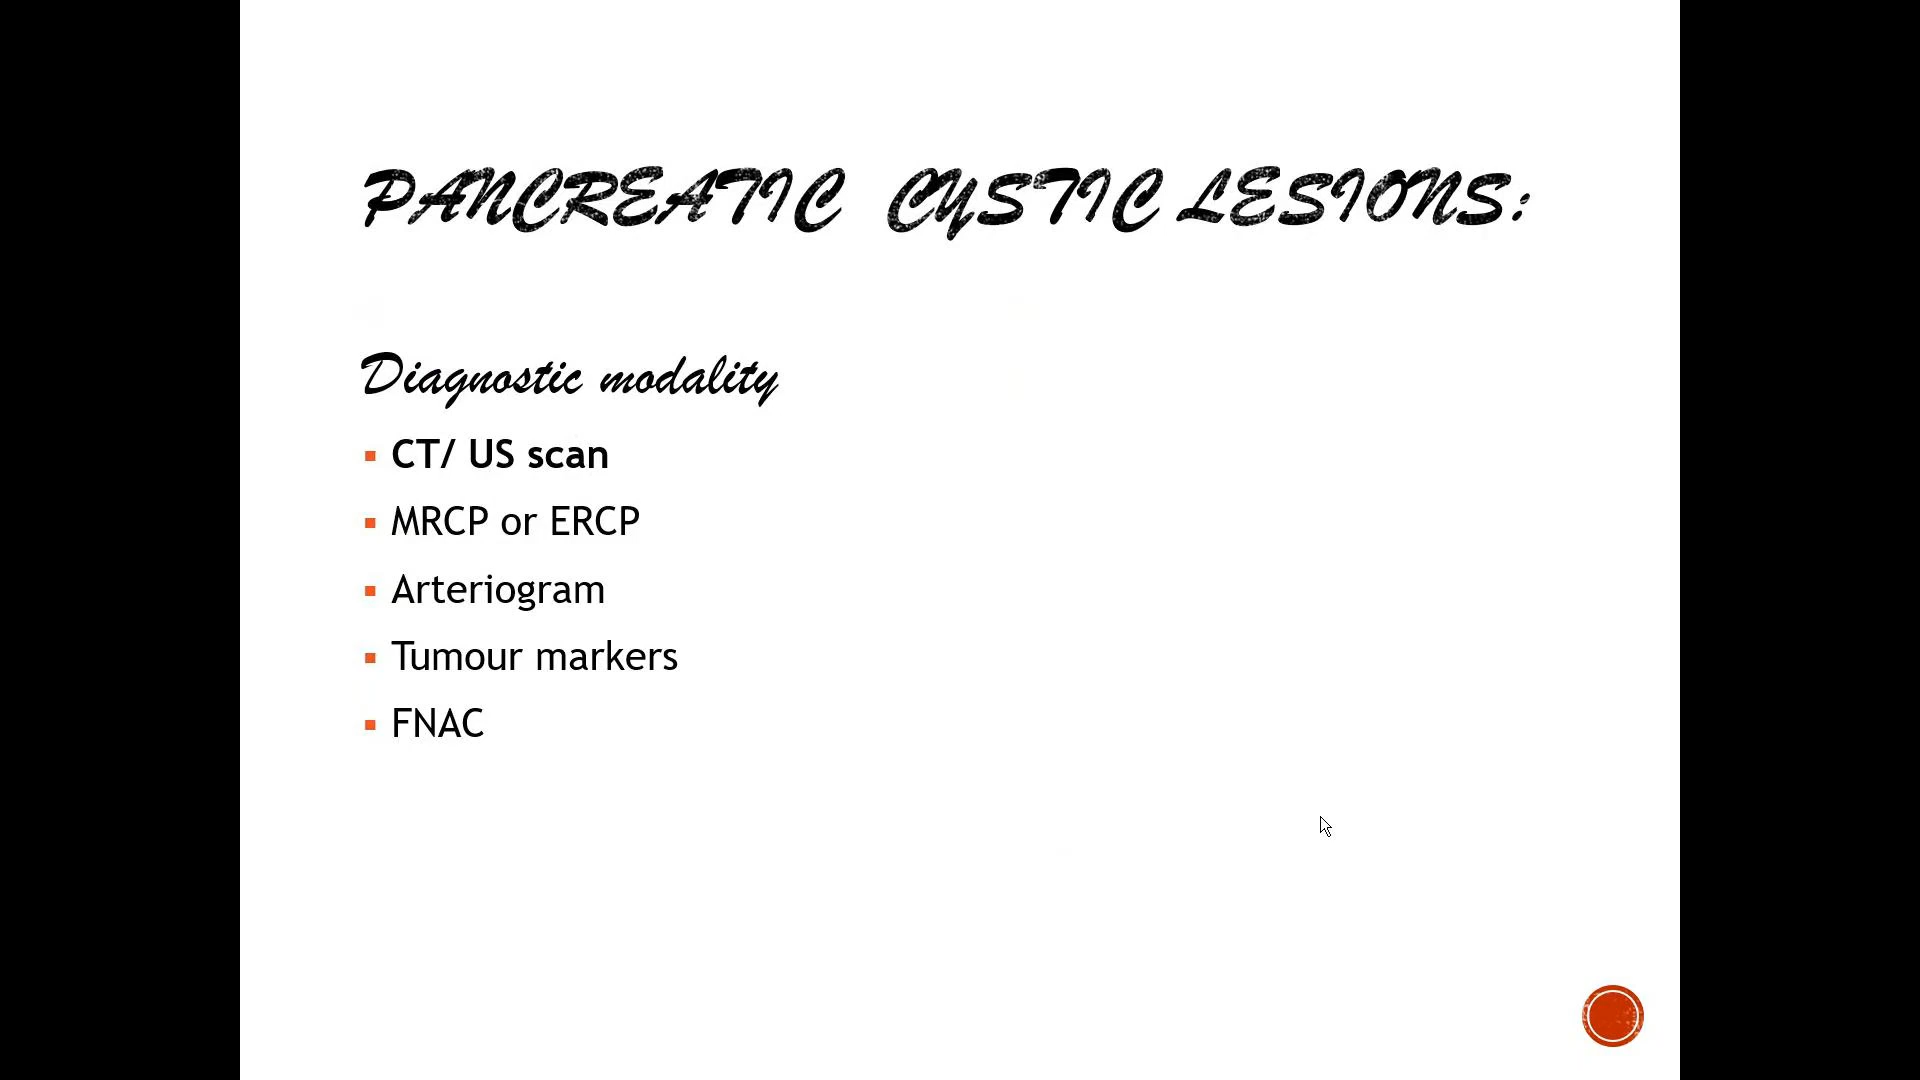 PANCREATIC CYSTIC LESIONS:
Diagnostic modality
CT/ US scan
MRCP or ERCP
Arteriogram
Tumour markers
FNAC